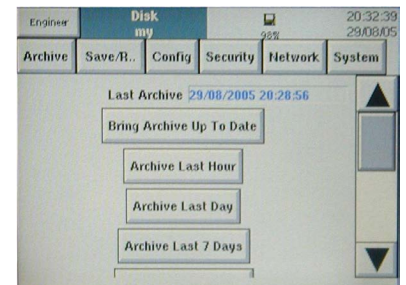 Engineer
Disk
my
98%
20:32:39
29/08/05
Archive Save/R.. Config Security Network System
Last Archive 29/08/2005 20:28:56
Bring Archive Up To Date
Archive Last Hour
Archive Last Day
Archive Last 7 Days